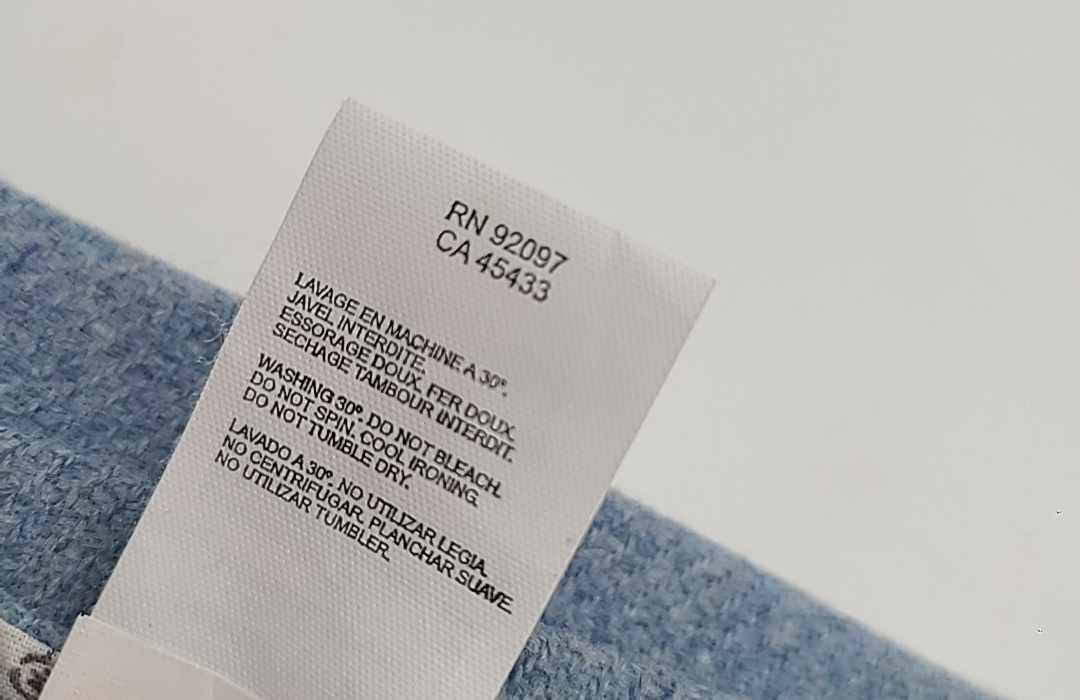 RN 92097
CA 45433
LAVAGE EN MACHINE A 30°.
JAVEL INTERDITE.
ESSORAGE DOUX, FER DOUX,
SECHAGE TAMBOUR INTERDIT.
WASHING 30°. DO NOT BLEACH.
DO NOT SPIN, COOL IRONING.
DO NOT TUMBLE DRY.
LAVADO A 30°. NO UTILIZAR LEGIA.
NO CENTRIFUGAR, PLANCHAR SUAVE.
NO UTILIZAR TUMBLER.